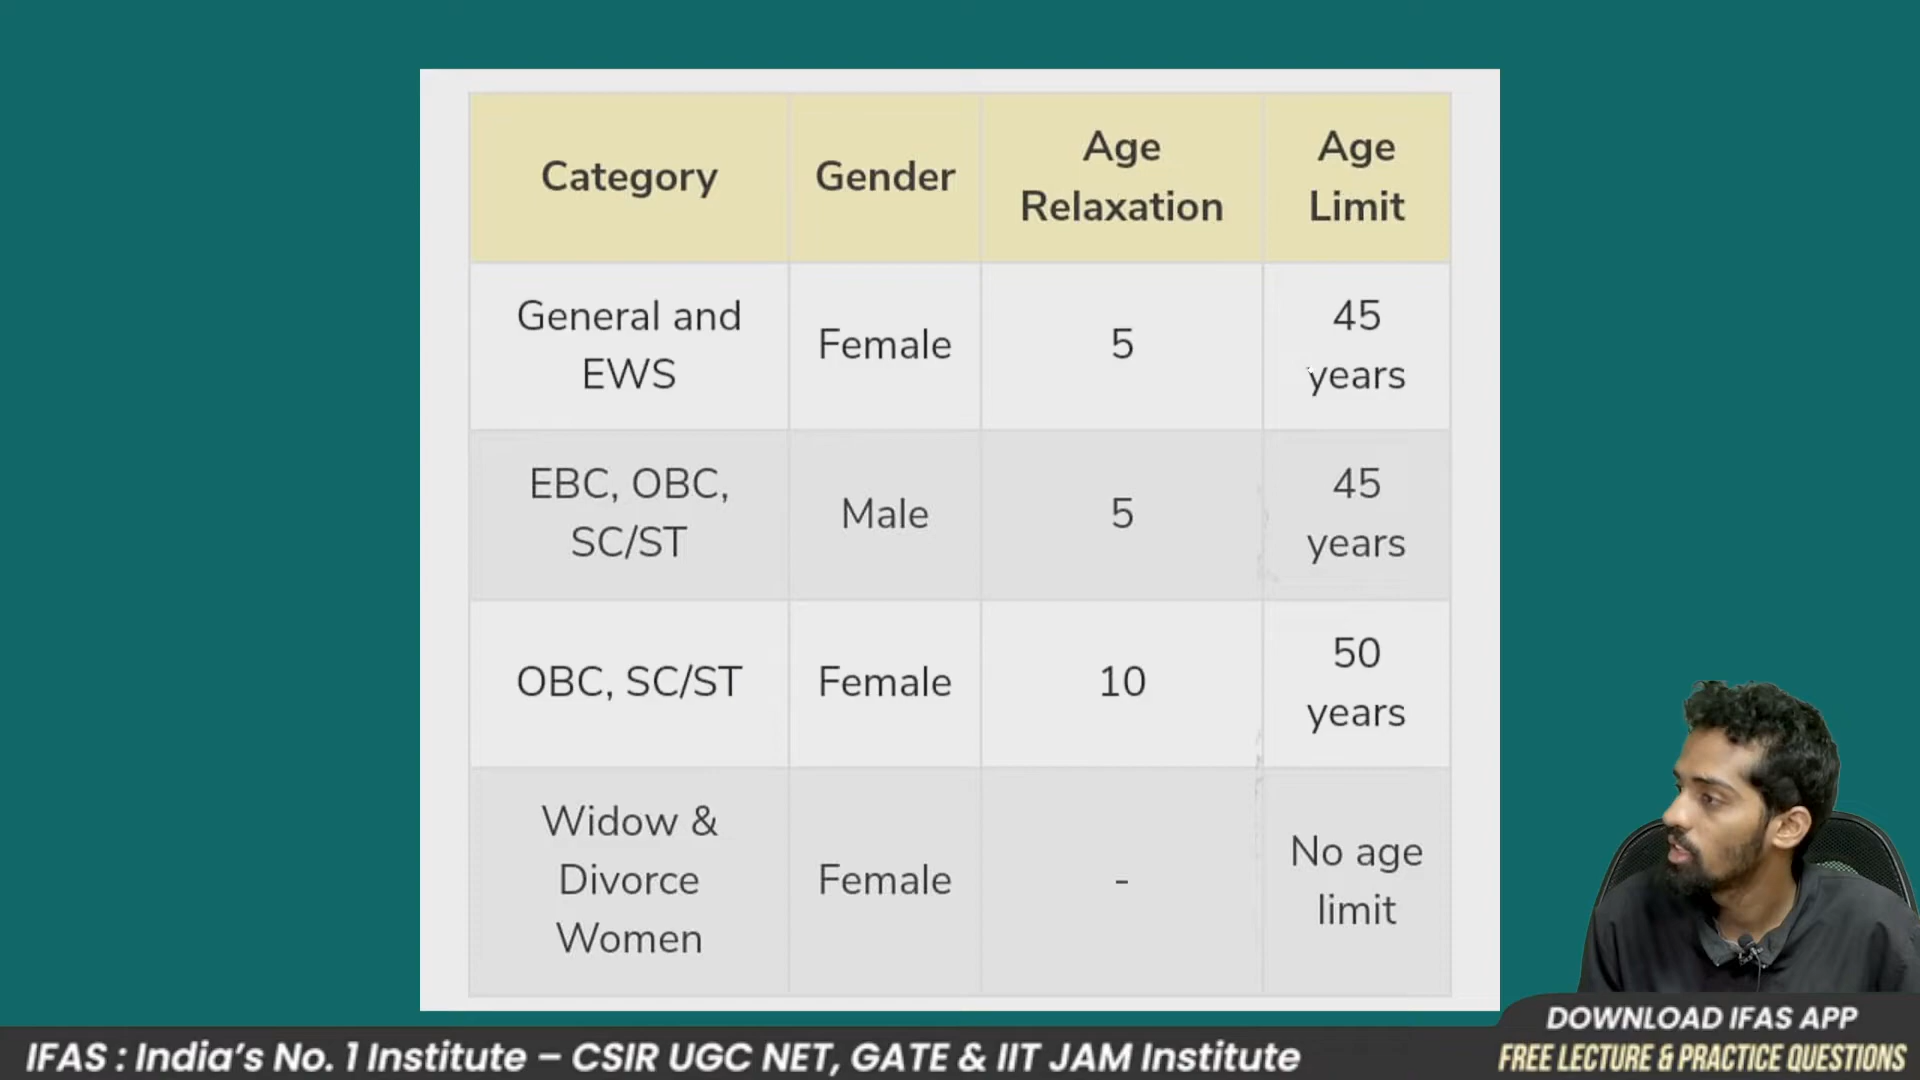 Category
Gender
Age
Relaxation
Age
Limit
General and
EWS
Female
5
45
years
EBC, OBC,
SC/ST
Male
5
45
years
OBC, SC/ST
Female
10
50
years
Widow &
Divorce
Women
Female
-
No age
limit
DOWNLOAD IFAS APP
IFAS : India's No. 1 Institute – CSIR UGC NET, GATE & IIT JAM Institute
FREE LECTURE & PRACTICE QUESTIONS